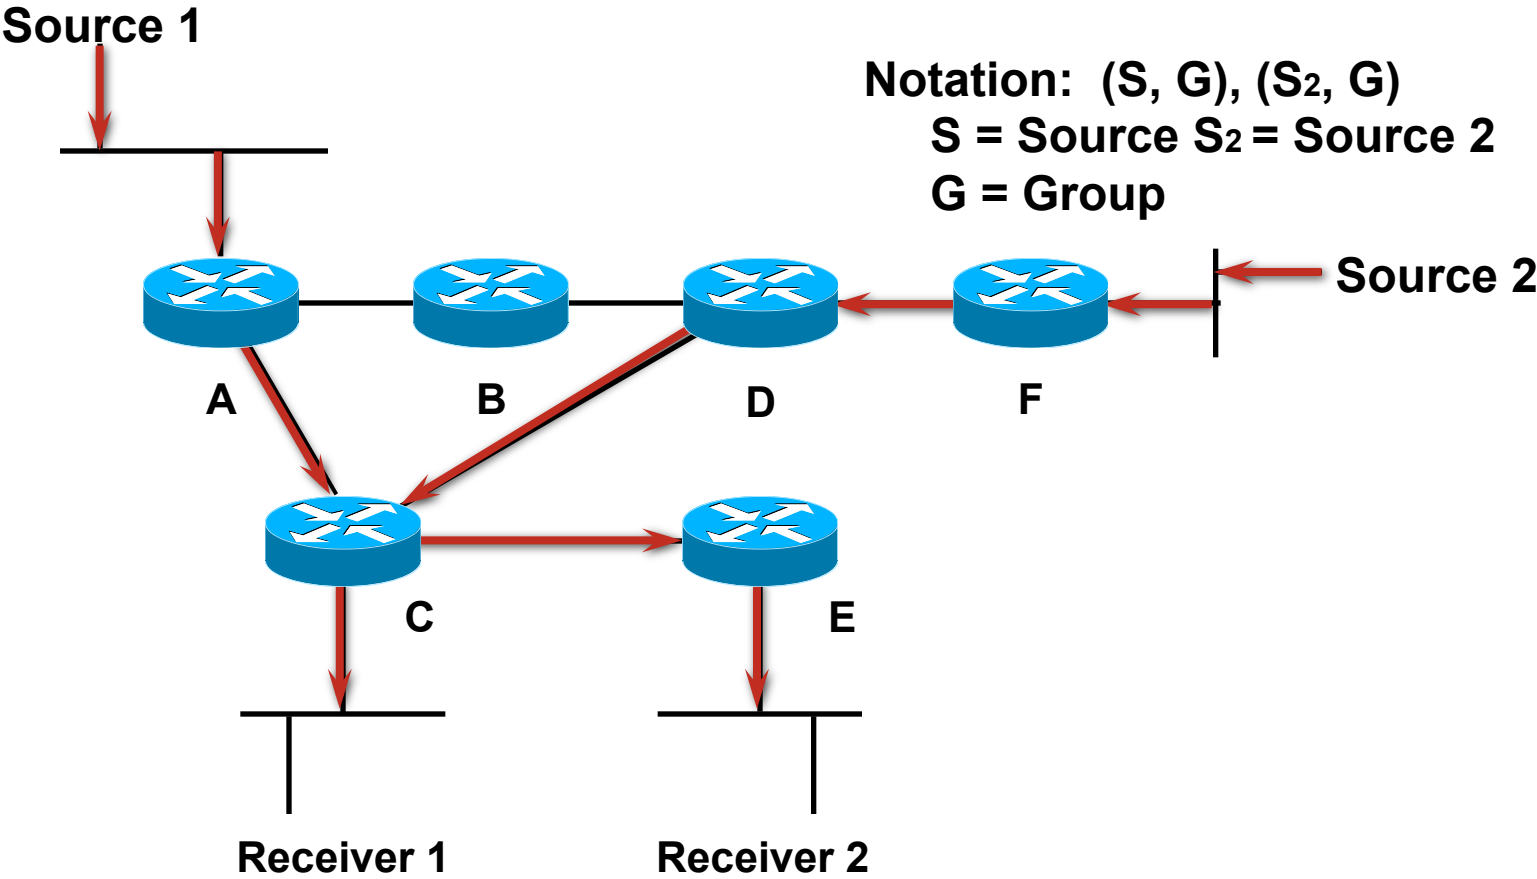 Source 1
Notation: (S, G), (S2, G)
S = Source S2 = Source 2
G = Group
Source 2
A
B
D
F
C
E
Receiver 1
Receiver 2